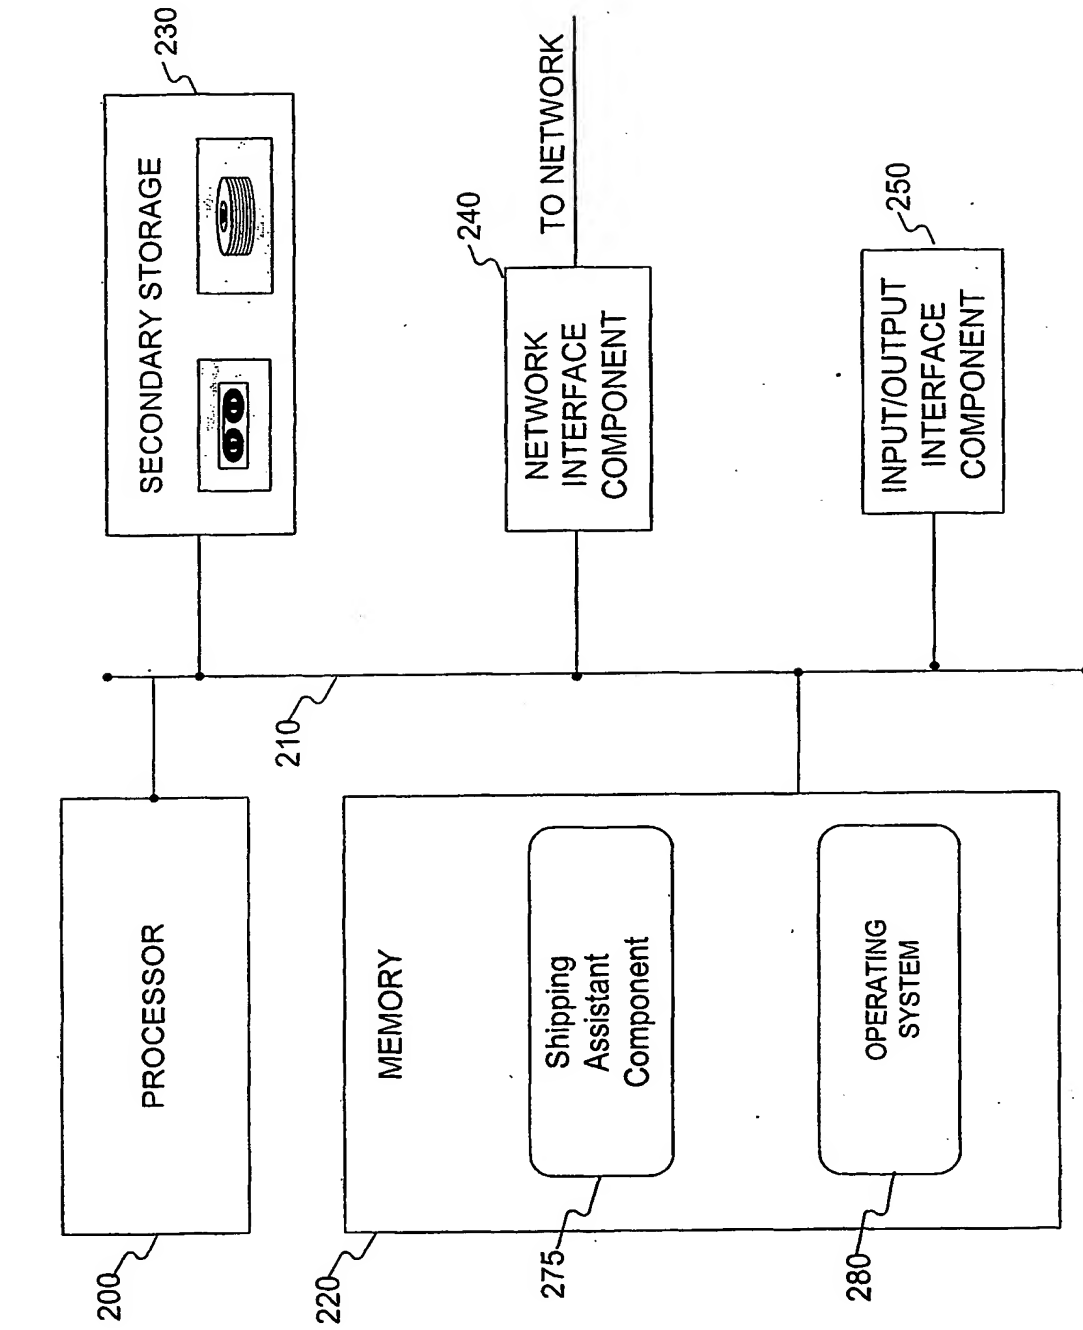 200
PROCESSOR
220
MEMORY
275
Shipping
Assistant
Component
280
OPERATING
SYSTEM
210
SECONDARY STORAGE
230
NETWORK
INTERFACE
COMPONENT
240
TO NETWORK
INPUT/OUTPUT
INTERFACE
COMPONENT
250